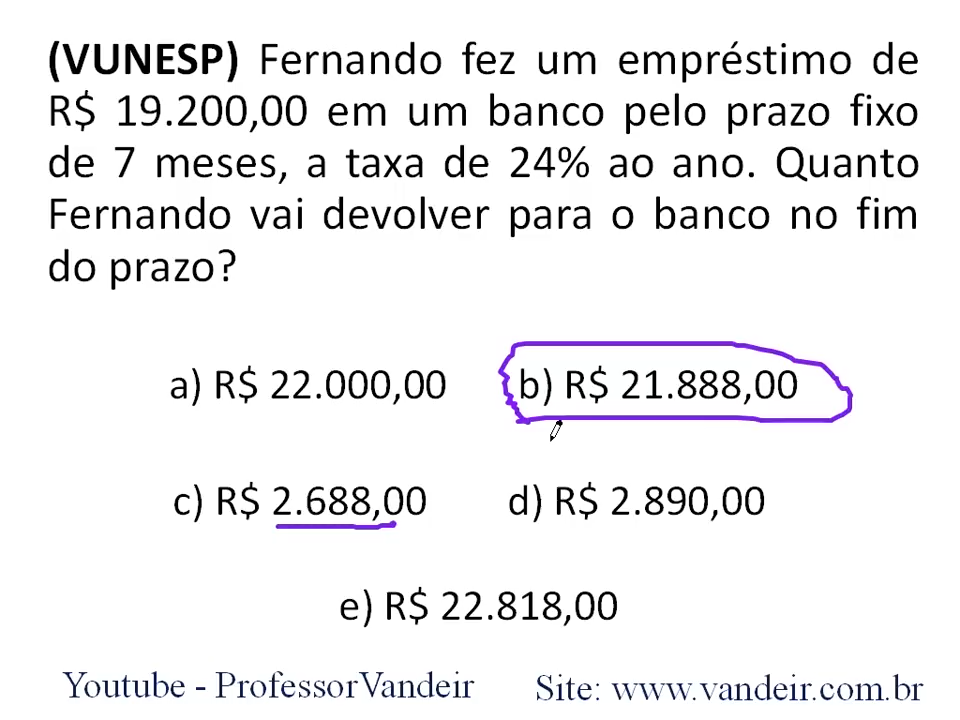 (VUNESP) Fernando fez um empréstimo de
R$ 19.200,00 em um banco pelo prazo fixo
de 7 meses, a taxa de 24% ao ano. Quanto
Fernando vai devolver para o banco no fim
do prazo?
a) R$ 22.000,00 b) R$ 21.888,00
c) R$ 2.688,00 d) R$ 2.890,00
e) R$ 22.818,00
Youtube - ProfessorVandeir Site: www.vandeir.com.br